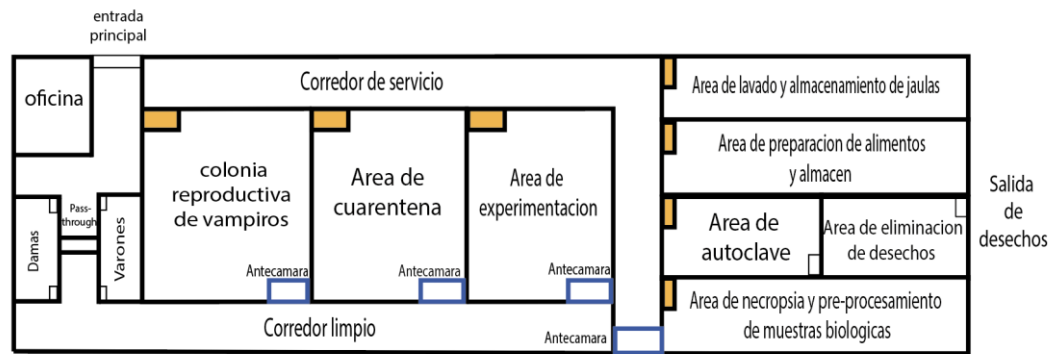 entrada
principal
oficina
Corredor de servicio
Area de lavado y almacenamiento de jaulas
Area de preparacion de alimentos
y almacen
colonia
reproductiva
de vampiros
Area de
cuarentena
Area de
experimentacion
Salida
de
desechos
Damas
Pass-
through
Varones
Area de
autoclave
Area de eliminacion
de desechos
Antecamara
Antecamara
Antecamara
Area de necropsia y pre-procesamiento
de muestras biologicas
Corredor limpio
Antecamara